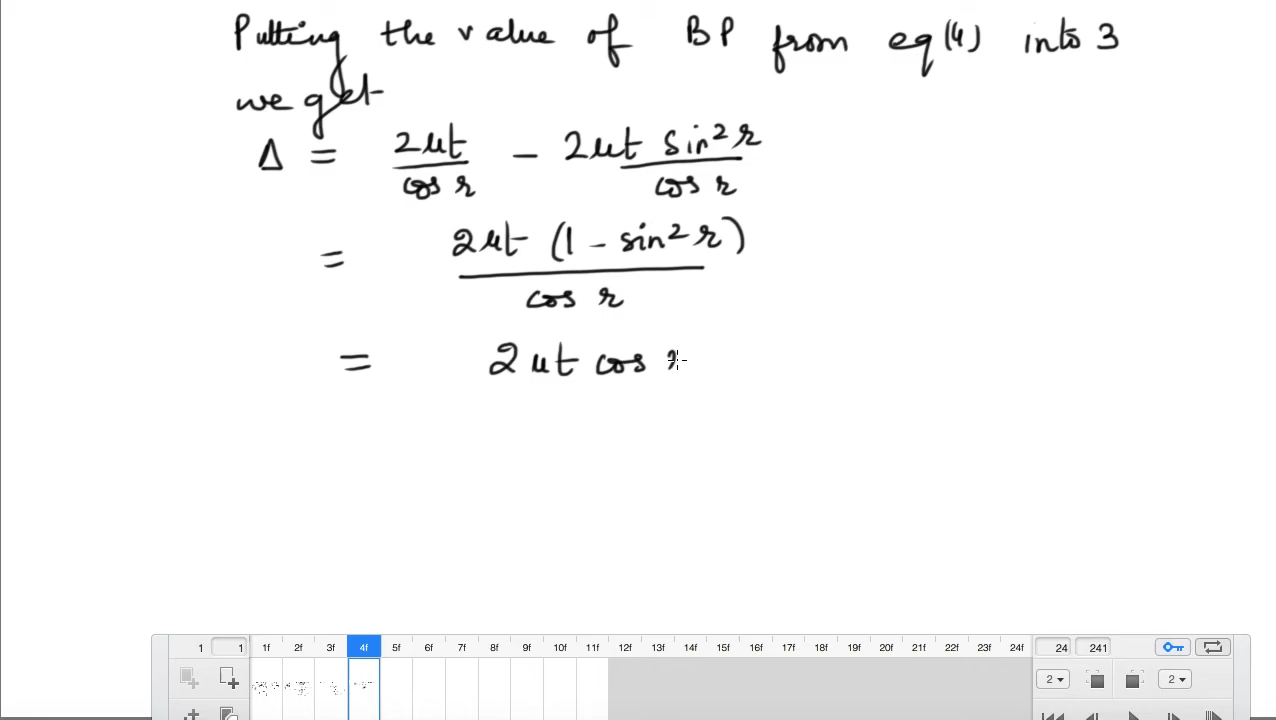 Putting the value of BP from eq(4) into 3
we get
Δ = 2μt/cos r - 2μt sin²r/cos r
= 2μt (1 - sin²r)/cos r
= 2μt cos r
1 1 1f 2f 3f 4f 5f 6f 7f 8f 9f 10f 11f 12f 13f 14f 15f 16f 17f 18f 19f 20f 21f 22f 23f 24f 24 241
2 2